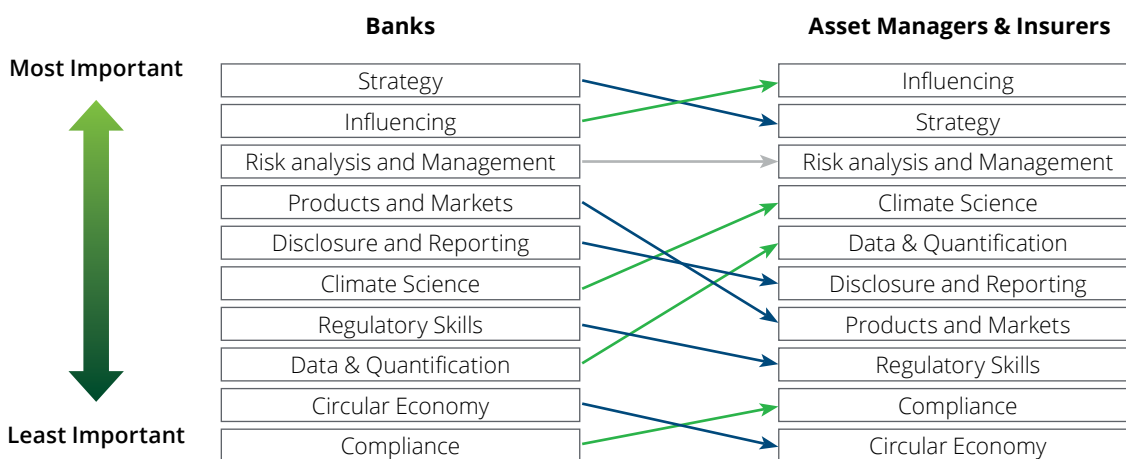 Banks
Asset Managers & Insurers
Most Important
Strategy
Influencing
Influencing
Strategy
Risk analysis and Management
Risk analysis and Management
Products and Markets
Climate Science
Disclosure and Reporting
Data & Quantification
Climate Science
Disclosure and Reporting
Regulatory Skills
Products and Markets
Data & Quantification
Regulatory Skills
Circular Economy
Compliance
Least Important
Compliance
Circular Economy